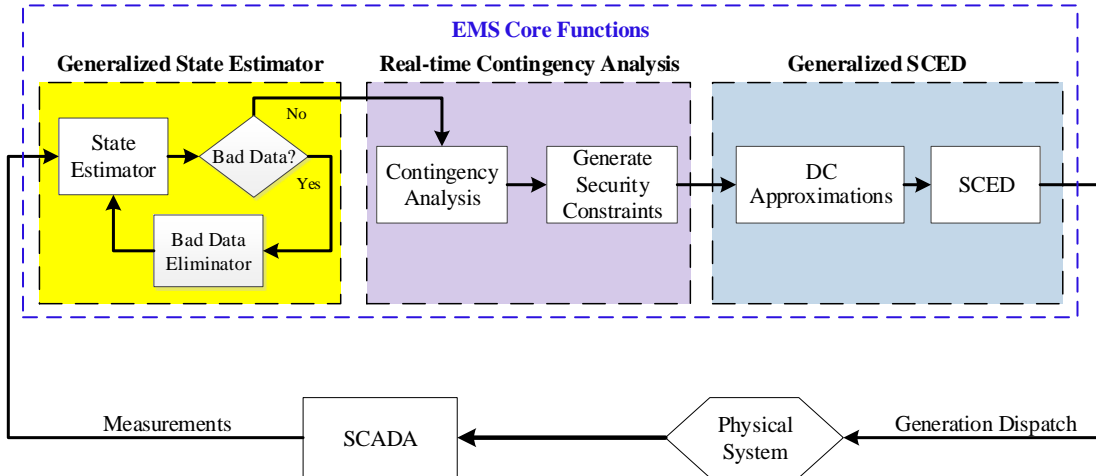 EMS Core Functions
Generalized State Estimator
Real-time Contingency Analysis
Generalized SCED
No
State
Estimator
Bad Data?
Yes
Bad Data
Eliminator
Contingency
Analysis
Generate
Security
Constraints
DC
Approximations
SCED
Measurements
SCADA
Physical
System
Generation Dispatch